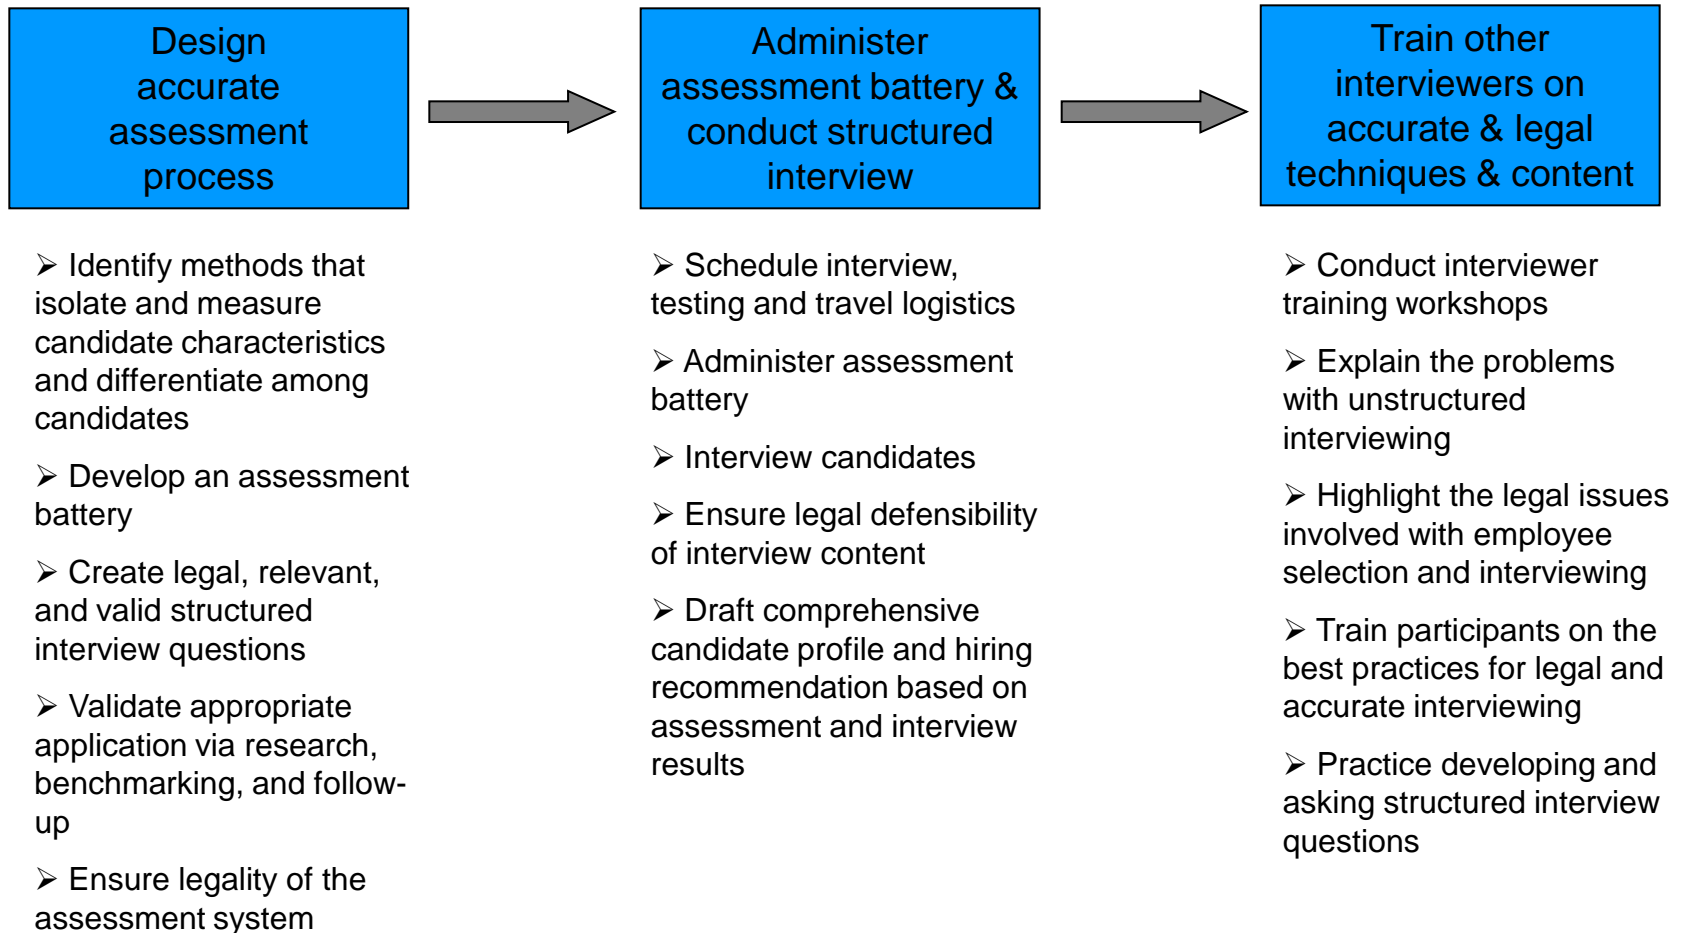 Design
accurate
assessment
process
Administer
assessment battery &
conduct structured
interview
Train other
interviewers on
accurate & legal
techniques & content
➢ Identify methods that
isolate and measure
candidate characteristics
and differentiate among
candidates
➢ Develop an assessment
battery
➢ Create legal, relevant,
and valid structured
interview questions
➢ Validate appropriate
application via research,
benchmarking, and follow-
up
➢ Ensure legality of the
assessment system
➢ Schedule interview,
testing and travel logistics
➢ Administer assessment
battery
➢ Interview candidates
➢ Ensure legal defensibility
of interview content
➢ Draft comprehensive
candidate profile and hiring
recommendation based on
assessment and interview
results
➢ Conduct interviewer
training workshops
➢ Explain the problems
with unstructured
interviewing
➢ Highlight the legal issues
involved with employee
selection and interviewing
➢ Train participants on the
best practices for legal and
accurate interviewing
➢ Practice developing and
asking structured interview
questions